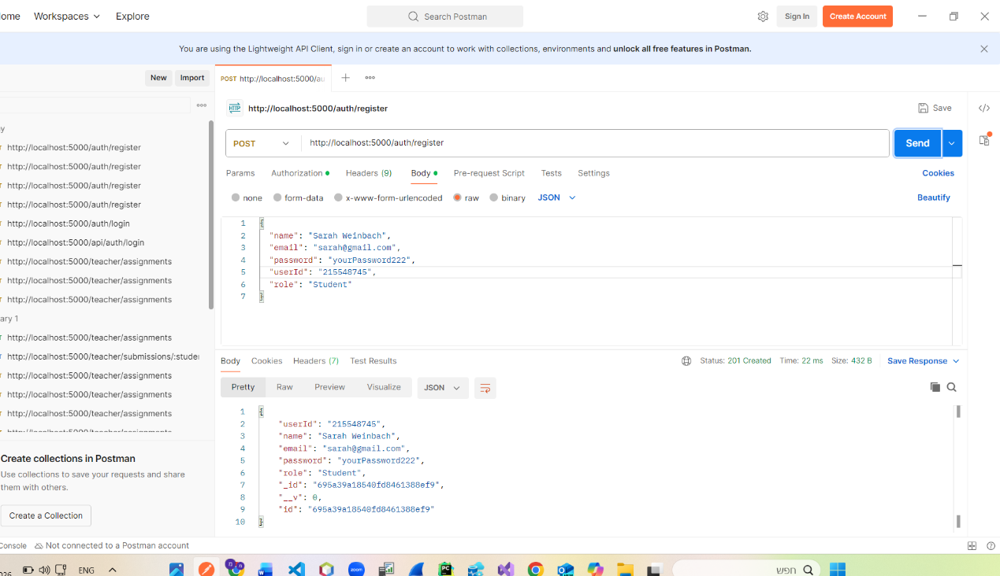 ome Workspaces Explore Search Postman Sign In Create Account
You are using the Lightweight API Client, sign in or create an account to work with collections, environments and unlock all free features in Postman.
New Import POST http://localhost:5000/au
HTTP http://localhost:5000/auth/register Save
y
http://localhost:5000/auth/register
http://localhost:5000/auth/register
http://localhost:5000/auth/register
http://localhost:5000/auth/register
http://localhost:5000/auth/login
http://localhost:5000/api/auth/login
http://localhost:5000/teacher/assignments
http://localhost:5000/teacher/assignments
http://localhost:5000/teacher/assignments
ary 1
http://localhost:5000/teacher/assignments
http://localhost:5000/teacher/submissions/:studer
http://localhost:5000/teacher/assignments
http://localhost:5000/teacher/assignments
http://localhost:5000/teacher/assignments
Create collections in Postman
Use collections to save your requests and share
them with others.
Create a Collection
POST http://localhost:5000/auth/register Send
Params Authorization Headers (9) Body Pre-request Script Tests Settings Cookies
none form-data x-www-form-urlencoded raw binary JSON Beautify
1 {
2 "name": "Sarah Weinbach",
3 "email": "sarah@gmail.com",
4 "password": "yourPassword222",
5 "userId": "215548745",
6 "role": "Student"
7 }
Body Cookies Headers (7) Test Results Status: 201 Created Time: 22 ms Size: 432 B Save Response
Pretty Raw Preview Visualize JSON
1 {
2 "userId": "215548745",
3 "name": "Sarah Weinbach",
4 "email": "sarah@gmail.com",
5 "password": "yourPassword222",
6 "role": "Student",
7 "_id": "695a39a18540fd8461388ef9",
8 "__v": 0,
9 "id": "695a39a18540fd8461388ef9"
10 }
Console Not connected to a Postman account
026 ENG zoom PC חפש